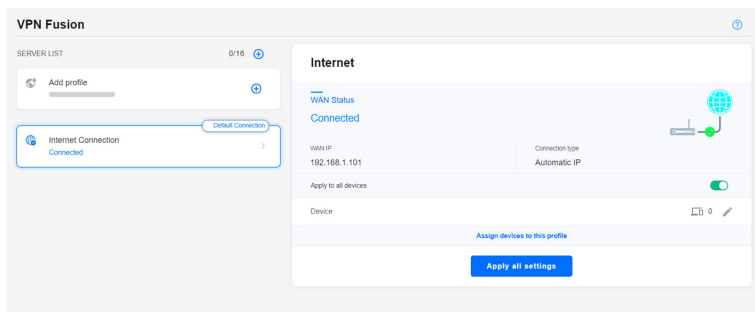 VPN Fusion
SERVER LIST
0/16
Add profile
Default Connection
Internet Connection
Connected
Internet
WAN Status
Connected
WAN IP
Connection type
192.168.1.101
Automatic IP
Apply to all devices
Device
0
Assign devices to this profile
Apply all settings